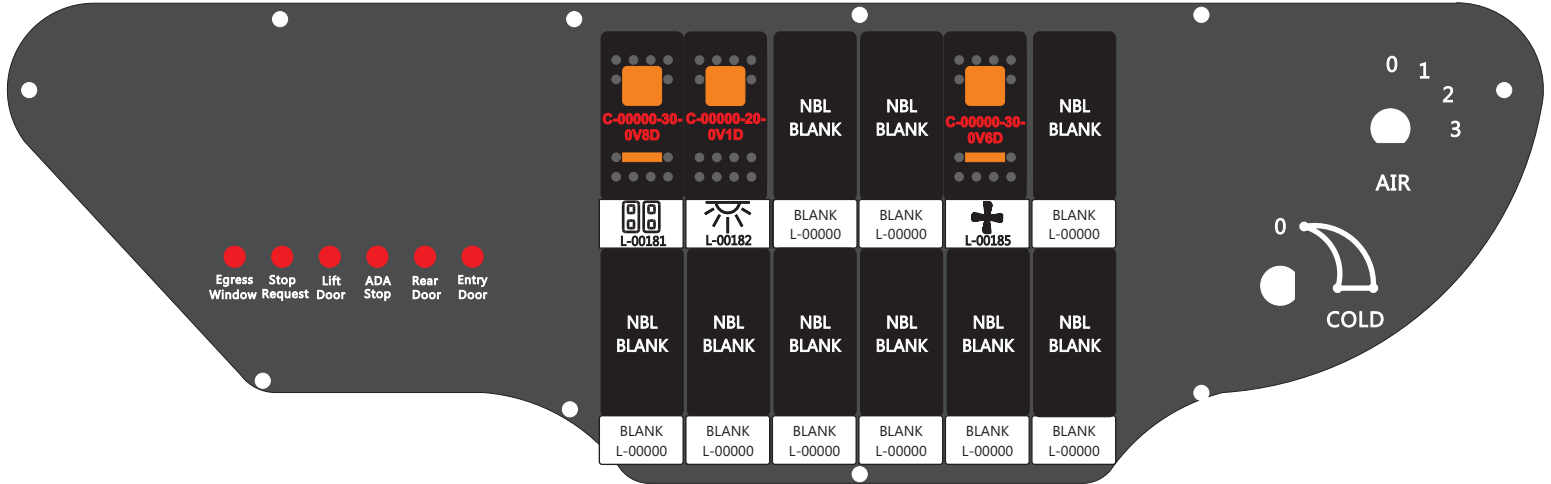 C-00000-30-
0V8D
C-00000-20-
0V1D
NBL
BLANK
NBL
BLANK
C-00000-30-
0V6D
NBL
BLANK
0
1
2
3
AIR
L-00181
L-00182
BLANK
L-00000
BLANK
L-00000
L-00185
BLANK
L-00000
0
COLD
Egress
Window
Stop
Request
Lift
Door
ADA
Stop
Rear
Door
Entry
Door
NBL
BLANK
NBL
BLANK
NBL
BLANK
NBL
BLANK
NBL
BLANK
NBL
BLANK
BLANK
L-00000
BLANK
L-00000
BLANK
L-00000
BLANK
L-00000
BLANK
L-00000
BLANK
L-00000